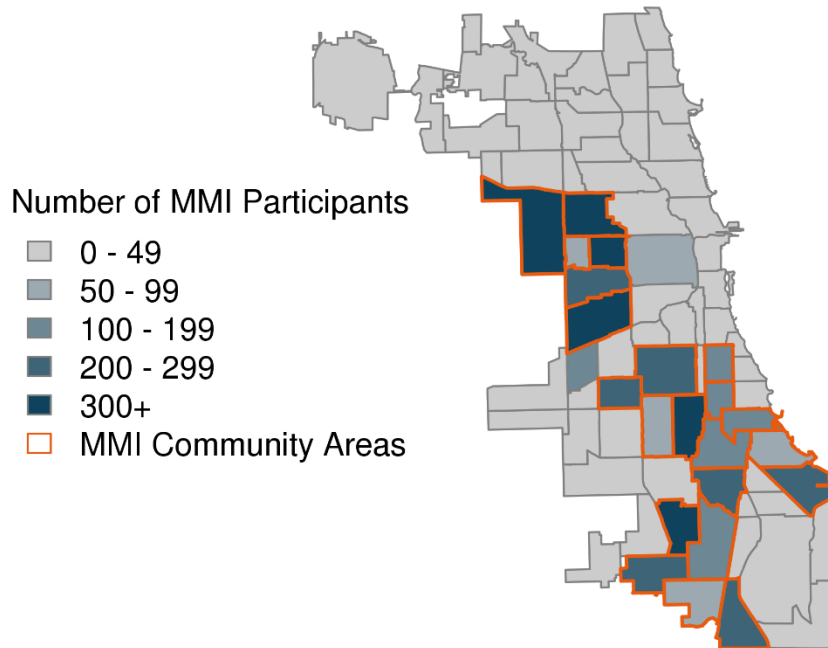 Number of MMI Participants
0 - 49
50 - 99
100 - 199
200 - 299
300+
MMI Community Areas